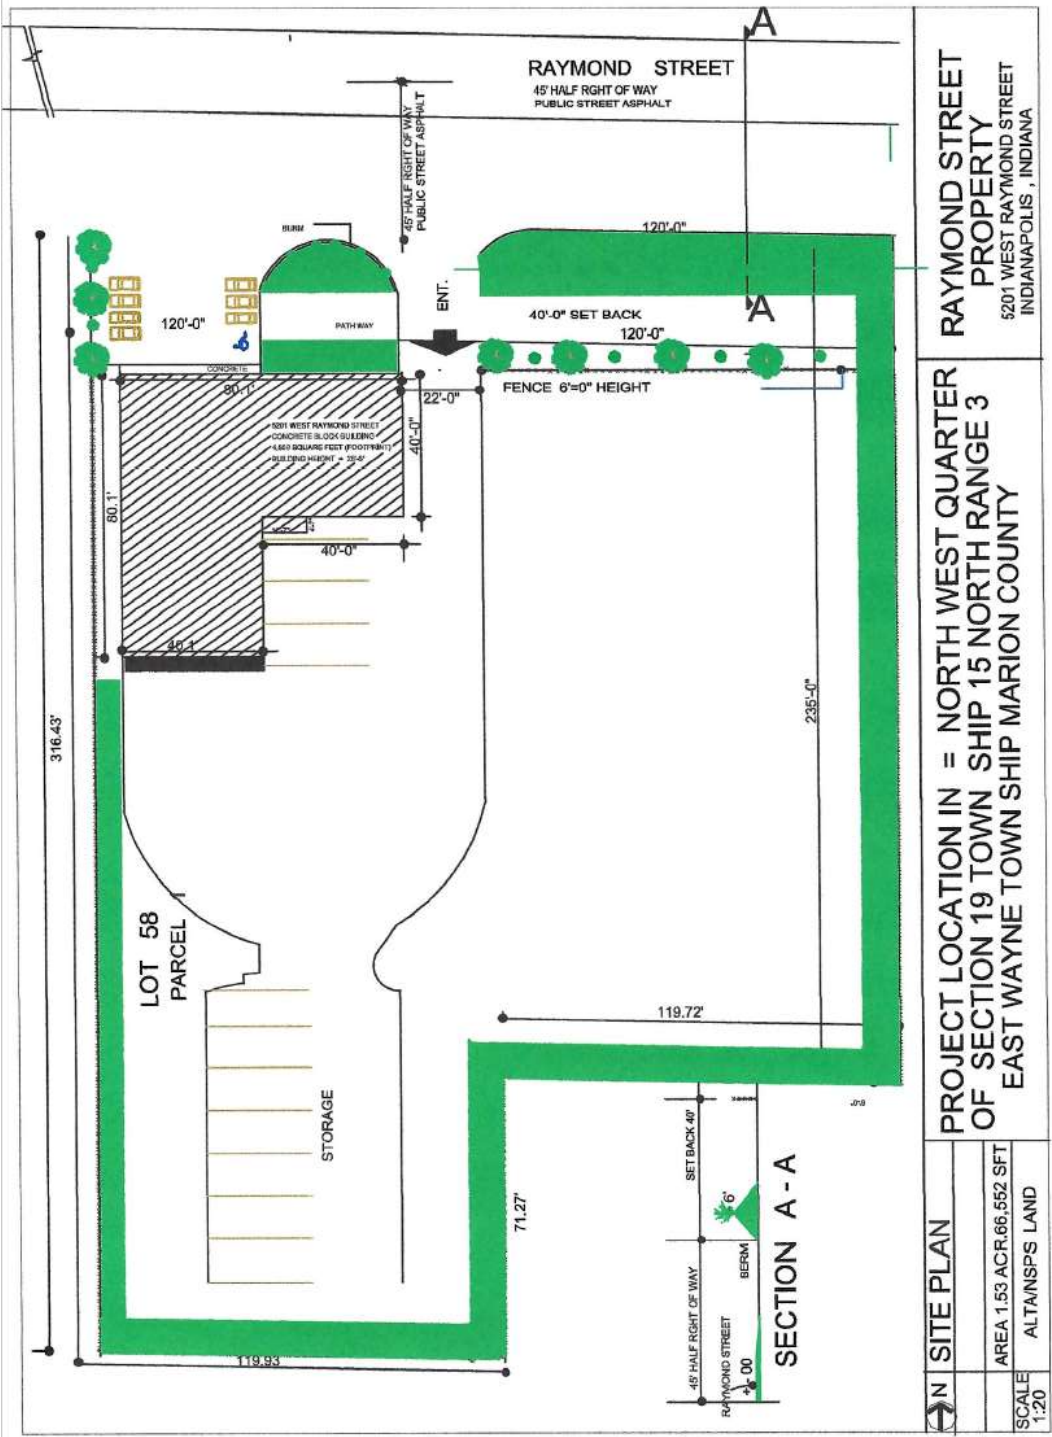 A
RAYMOND STREET
45' HALF RGHT OF WAY
PUBLIC STREET ASPHALT
45' HALF RGHT OF WAY
PUBLIC STREET ASPHALT
120'-0"
BURM
ENT.
A
40'-0" SET BACK
120'-0"
120'-0"
PATHWAY
CONCRETE
80.1'
22'-0"
FENCE 6'=0" HEIGHT
5201 WEST RAYMOND STREET
CONCRETE BLOCK BUILDING
BUILDING HEIGHT
40'-0"
80.1'
40'-0"
316.43'
235'-0"
LOT 58
PARCEL
119.72'
STORAGE
71.27'
119.93
SET BACK 40'
6'
BERM
45' HALF RGHT OF WAY
RAYMOND STREET
SECTION A - A
RAYMOND STREET
PROPERTY
5201 WEST RAYMOND STREET
INDIANAPOLIS , INDIANA
PROJECT LOCATION IN = NORTH WEST QUARTER
OF SECTION 19 TOWN SHIP 15 NORTH RANGE 3
EAST WAYNE TOWN SHIP MARION COUNTY
N SITE PLAN
AREA 1.53 ACR.66,552 SFT
SCALE
1:20
ALTA/NSPS LAND